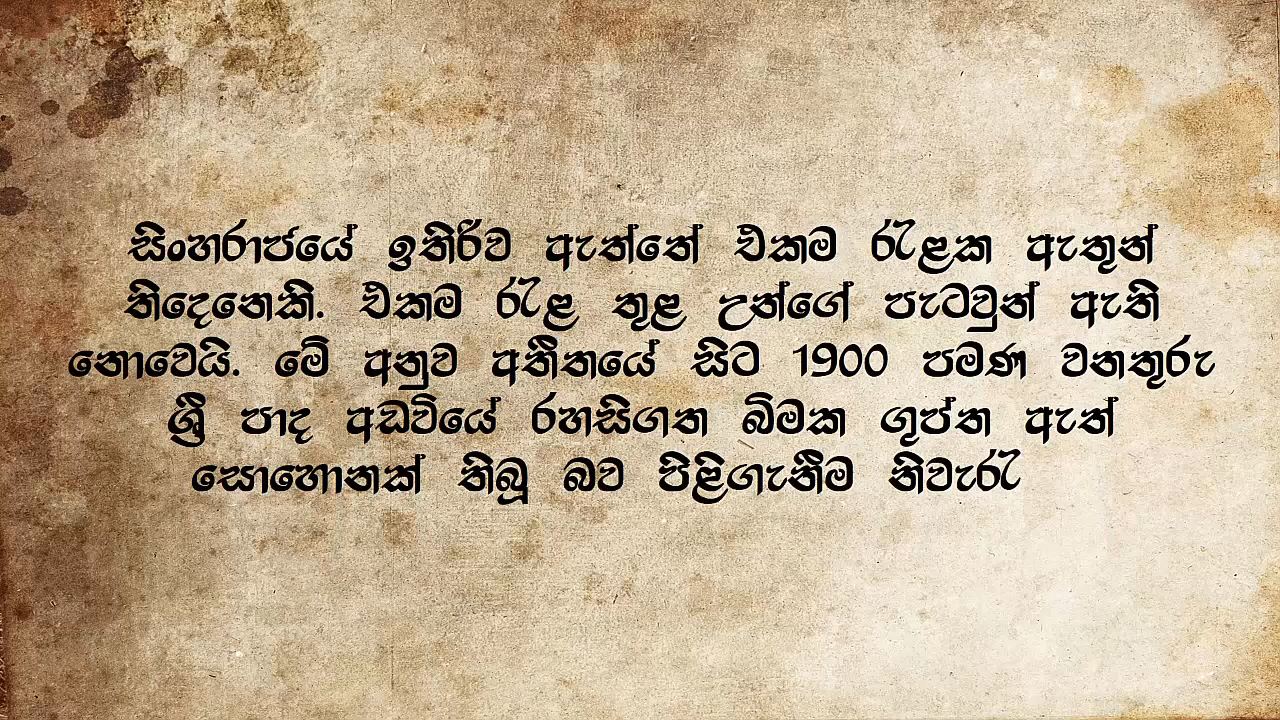 සිංහරාජයේ ඉතිරිව ඇත්තේ එකම රැළක ඇතුන්
තිදෙනෙකි. එකම රැළ තුළ උන්ගේ පැටවුන් ඇති
නොවෙයි. මේ අනුව අතීතයේ සිට 1900 පමණ වනතුරු
ශ්‍රී පාද අඩවියේ රහසිගත බිමක ගුප්ත ඇත්
සොහොනක් තිබූ බව පිළිගැනීම නිවැරැ